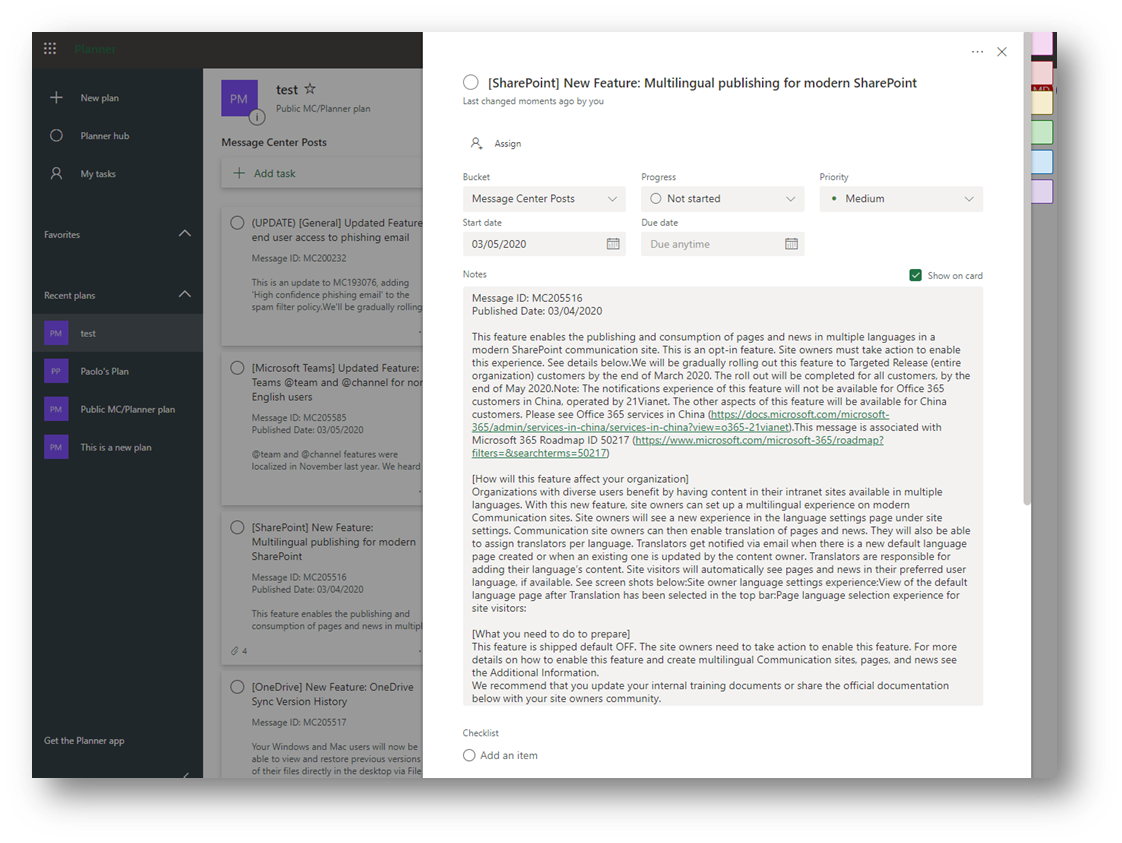 Planner
New plan
Planner hub
My tasks
Favorites
Recent plans
PM
test
PP
Paolo's Plan
PM
Public MC/Planner plan
PM
This is a new plan
Get the Planner app
PM
test
Public MC/Planner plan
Message Center Posts
Add task
(UPDATE) [General] Updated Feature
end user access to phishing email
Message ID: MC200232
This is an update to MC193076, adding
'High confidence phishing email' to the
spam filter policy.We'll be gradually rolling
[Microsoft Teams] Updated Feature:
Teams @team and @channel for non
English users
Message ID: MC205585
Published Date: 03/05/2020
@team and @channel features were
localized in November last year. We heard
[SharePoint] New Feature:
Multilingual publishing for modern
SharePoint
Message ID: MC205516
Published Date: 03/04/2020
This feature enables the publishing and
consumption of pages and news in multipl
4
[OneDrive] New Feature: OneDrive
Sync Version History
Message ID: MC205517
Your Windows and Mac users will now be
able to view and restore previous versions
of their files directly in the desktop via File
[SharePoint] New Feature: Multilingual publishing for modern SharePoint
Last changed moments ago by you
Assign
Bucket
Progress
Priority
Message Center Posts
Not started
Medium
Start date
Due date
03/05/2020
Due anytime
Notes
Show on card
Message ID: MC205516
Published Date: 03/04/2020
This feature enables the publishing and consumption of pages and news in multiple languages in a
modern SharePoint communication site. This is an opt-in feature. Site owners must take action to enable
this experience. See details below.We will be gradually rolling out this feature to Targeted Release (entire
organization) customers by the end of March 2020. The roll out will be completed for all customers, by the
end of May 2020.Note: The notifications experience of this feature will not be available for Office 365
customers in China, operated by 21Vianet. The other aspects of this feature will be available for China
customers. Please see Office 365 services in China (https://docs.microsoft.com/microsoft-
365/admin/services-in-china/services-in-china?view=o365-21vianet).This message is associated with
Microsoft 365 Roadmap ID 50217 (https://www.microsoft.com/microsoft-365/roadmap?
filters=&searchterms=50217)
[How will this feature affect your organization]
Organizations with diverse users benefit by having content in their intranet sites available in multiple
languages. With this new feature, site owners can set up a multilingual experience on modern
Communication sites. Site owners will see a new experience in the language settings page under site
settings. Communication site owners can then enable translation of pages and news. They will also be able
to assign translators per language. Translators get notified via email when there is a new default language
page created or when an existing one is updated by the content owner. Translators are responsible for
adding their language's content. Site visitors will automatically see pages and news in their preferred user
language, if available. See screen shots below:Site owner language settings experience:View of the default
language page after Translation has been selected in the top bar:Page language selection experience for
site visitors:
[What you need to do to prepare]
This feature is shipped default OFF. The site owners need to take action to enable this feature. For more
details on how to enable this feature and create multilingual Communication sites, pages, and news see
the Additional Information.
We recommend that you update your internal training documents or share the official documentation
below with your site owners community.
Checklist
Add an item